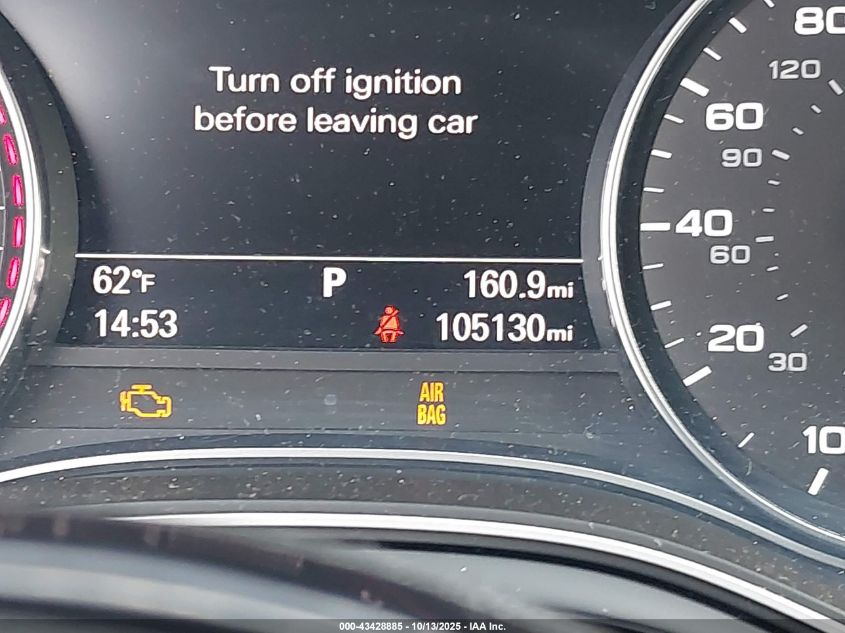 Turn off ignition
before leaving car
62°F P 160.9mi
14:53 105130mi
AIR
BAG
80
120
60
90
40
60
20
30
10
000-43428885 - 10/13/2025 - IAA Inc.